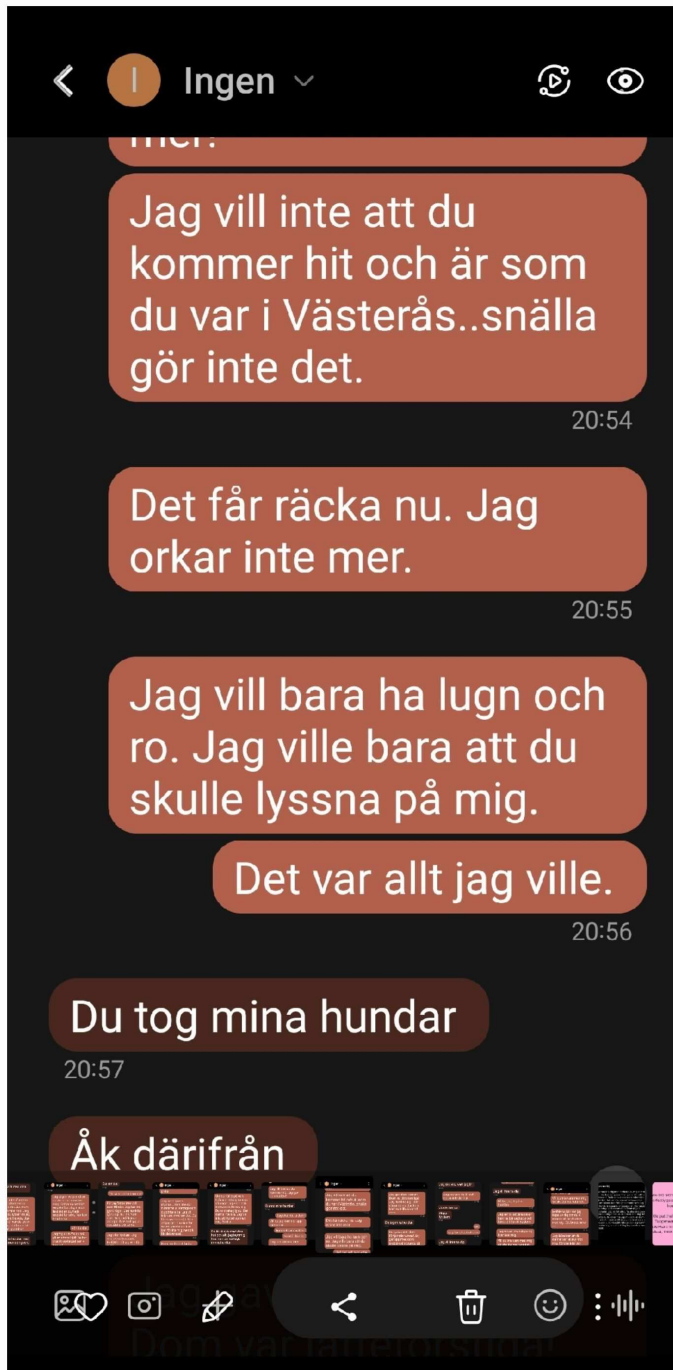 I Ingen
mer!
Jag vill inte att du
kommer hit och är som
du var i Västerås..snälla
gör inte det.
20:54
Det får räcka nu. Jag
orkar inte mer.
20:55
Jag vill bara ha lugn och
ro. Jag ville bara att du
skulle lyssna på mig.
Det var allt jag ville.
20:56
Du tog mina hundar
20:57
Åk därifrån